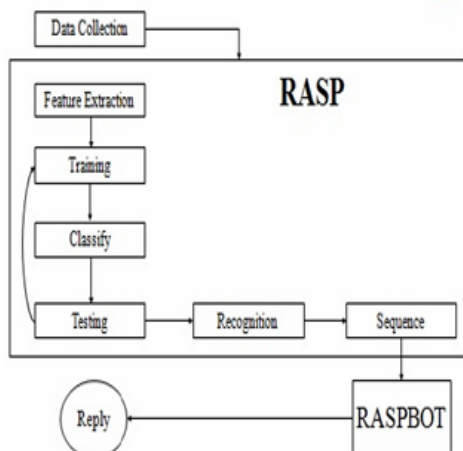 Data Collection
RASP
Feature Extraction
Training
Classify
Testing
Recognition
Sequence
RASPBOT
Reply